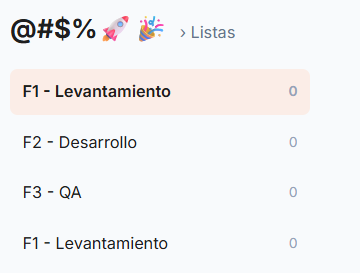 @#$%🚀 🎉 › Listas
F1 - Levantamiento 0
F2 - Desarrollo 0
F3 - QA 0
F1 - Levantamiento 0